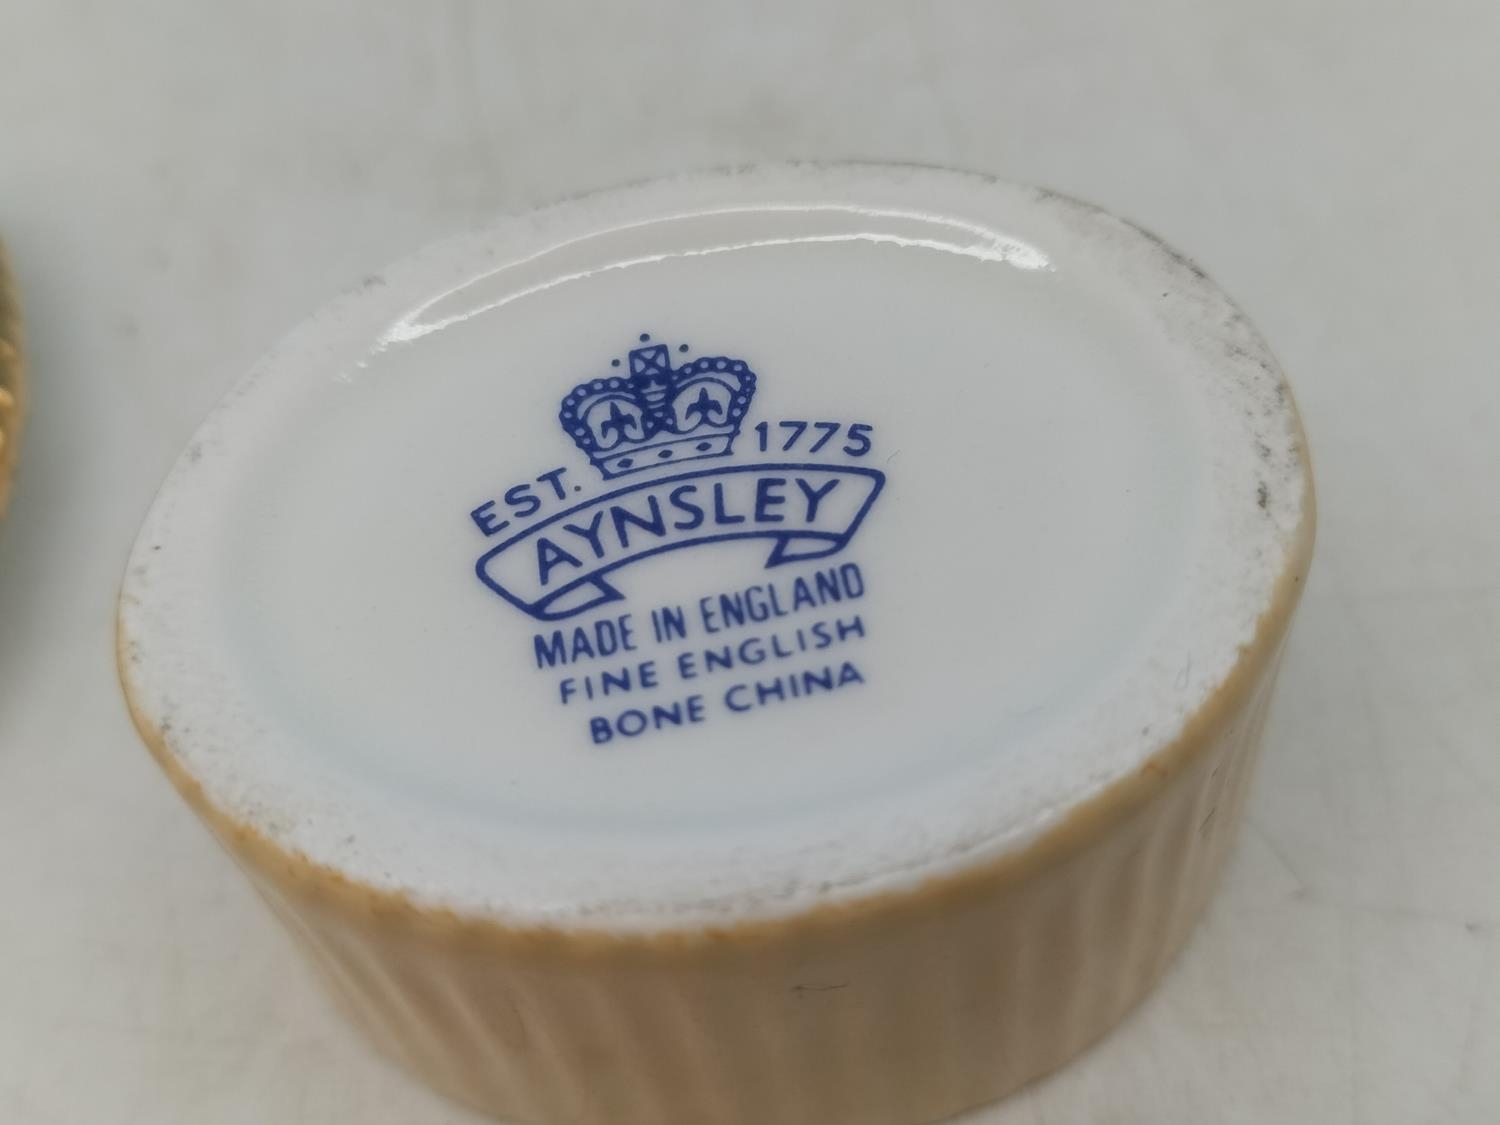 EST. 1775
AYNSLEY
MADE IN ENGLAND
FINE ENGLISH
BONE CHINA